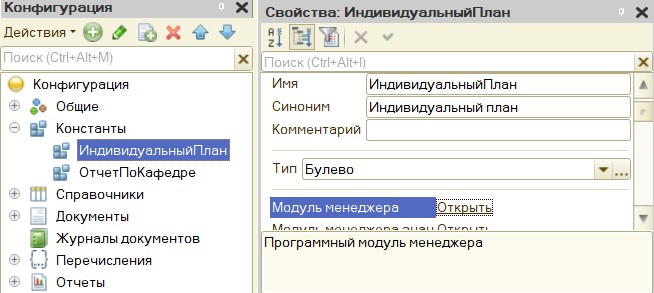 Конфигурация
Действия
Поиск (Ctrl+Alt+M)
Конфигурация
Общие
Константы
ИндивидуальныйПлан
ОтчетПоКафедре
Справочники
Документы
Журналы документов
Перечисления
Отчеты
Свойства: ИндивидуальныйПлан
Поиск (Ctrl+Alt+I)
Имя ИндивидуальныйПлан
Синоним Индивидуальный план
Комментарий
Тип Булево
Модуль менеджера Открыть
Модуль менеджера знач Открыть
Программный модуль менеджера